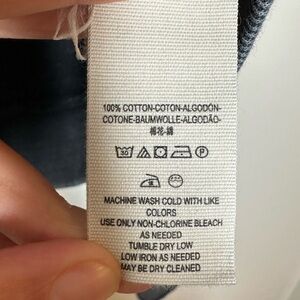 100% COTTON-COTON-ALGODÓN-
COTONE-BAUMWOLLE-ALGODÃO-
棉花-綿
30 P
MACHINE WASH COLD WITH LIKE
COLORS
USE ONLY NON-CHLORINE BLEACH
AS NEEDED
TUMBLE DRY LOW
LOW IRON AS NEEDED
MAY BE DRY CLEANED